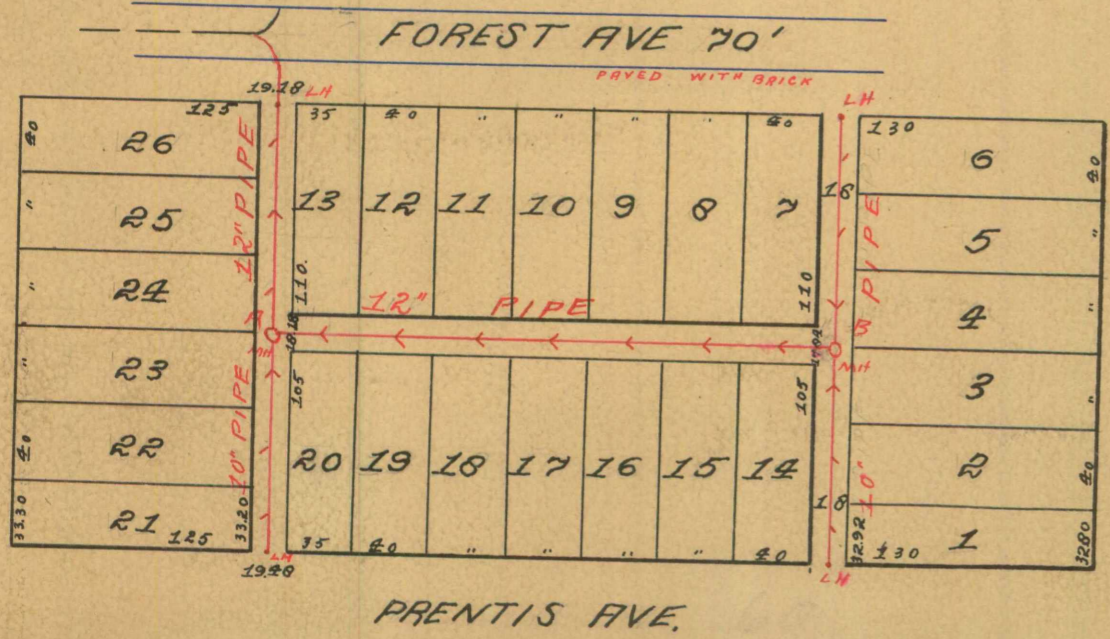 FOREST AVE 70'
PAVED WITH BRICK
19.18 LH
LH
125
35 40 " " " " 40
130
40 26
13 12 11 10 9 8 7
6 40
" 25
12" PIPE
16
5 "
" 24
110.
110
4 "
12" PIPE
A
MH
18.18
B
MH
" 23
105
105
3 "
10" PIPE
10" PIPE
40 22
20 19 18 17 16 15 14
18
2 40
33.30 21 125 33.20
35 40 " " " " 40
32.92 130 1 32.80
LH
19.48
LH
PRENTIS AVE.